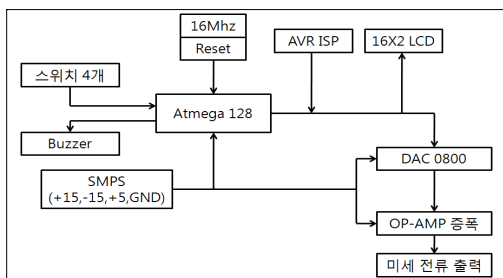 16Mhz
Reset
AVR ISP
16X2 LCD
스위치 4개
Atmega 128
Buzzer
DAC 0800
SMPS
(+15,-15,+5,GND)
OP-AMP 증폭
미세 전류 출력